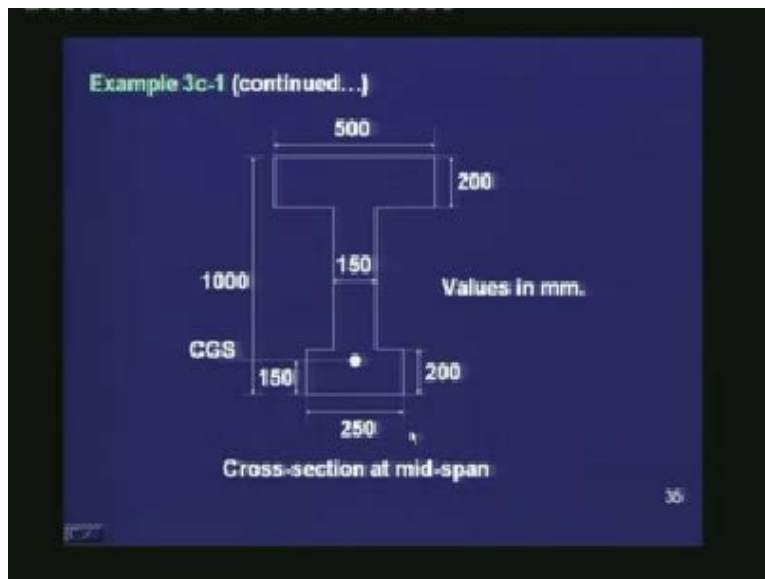 Example 3c-1 (continued...)
500
200
150
1000
Values in mm.
CGS
150
200
250
Cross-section at mid-span
35